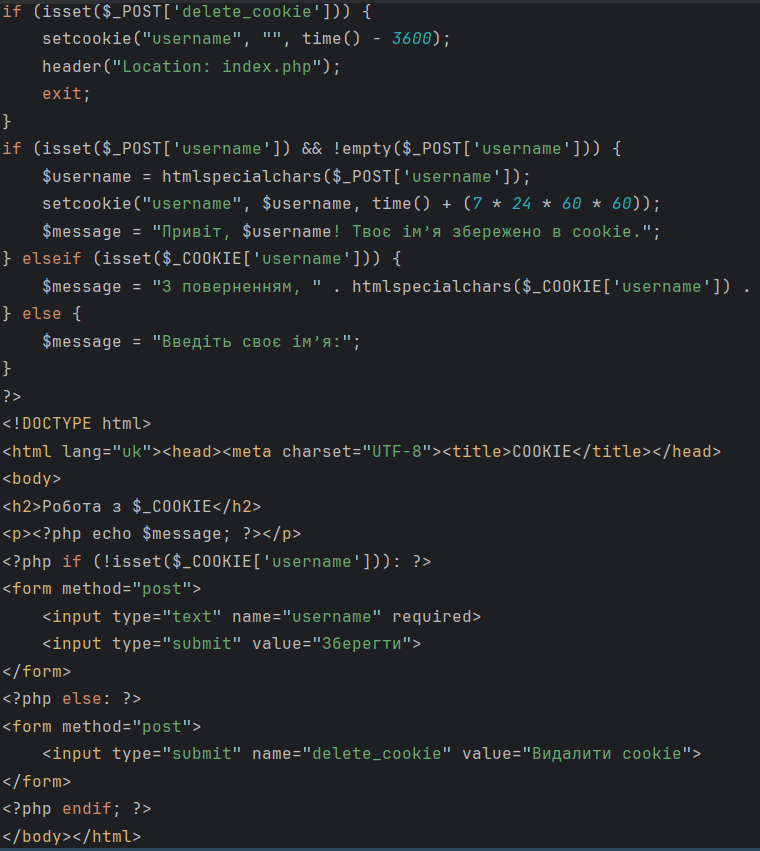 if (isset($_POST['delete_cookie'])) {
    setcookie("username", "", time() - 3600);
    header("Location: index.php");
    exit;
}
if (isset($_POST['username']) && !empty($_POST['username'])) {
    $username = htmlspecialchars($_POST['username']);
    setcookie("username", $username, time() + (7 * 24 * 60 * 60));
    $message = "Привіт, $username! Твоє ім’я збережено в cookie.";
} elseif (isset($_COOKIE['username'])) {
    $message = "З поверненням, " . htmlspecialchars($_COOKIE['username']) .
} else {
    $message = "Введіть своє ім’я:";
}
?>
<!DOCTYPE html>
<html lang="uk"><head><meta charset="UTF-8"><title>COOKIE</title></head>
<body>
<h2>Робота з $_COOKIE</h2>
<p><?php echo $message; ?></p>
<?php if (!isset($_COOKIE['username'])): ?>
<form method="post">
    <input type="text" name="username" required>
    <input type="submit" value="Зберегти">
</form>
<?php else: ?>
<form method="post">
    <input type="submit" name="delete_cookie" value="Видалити cookie">
</form>
<?php endif; ?>
</body></html>